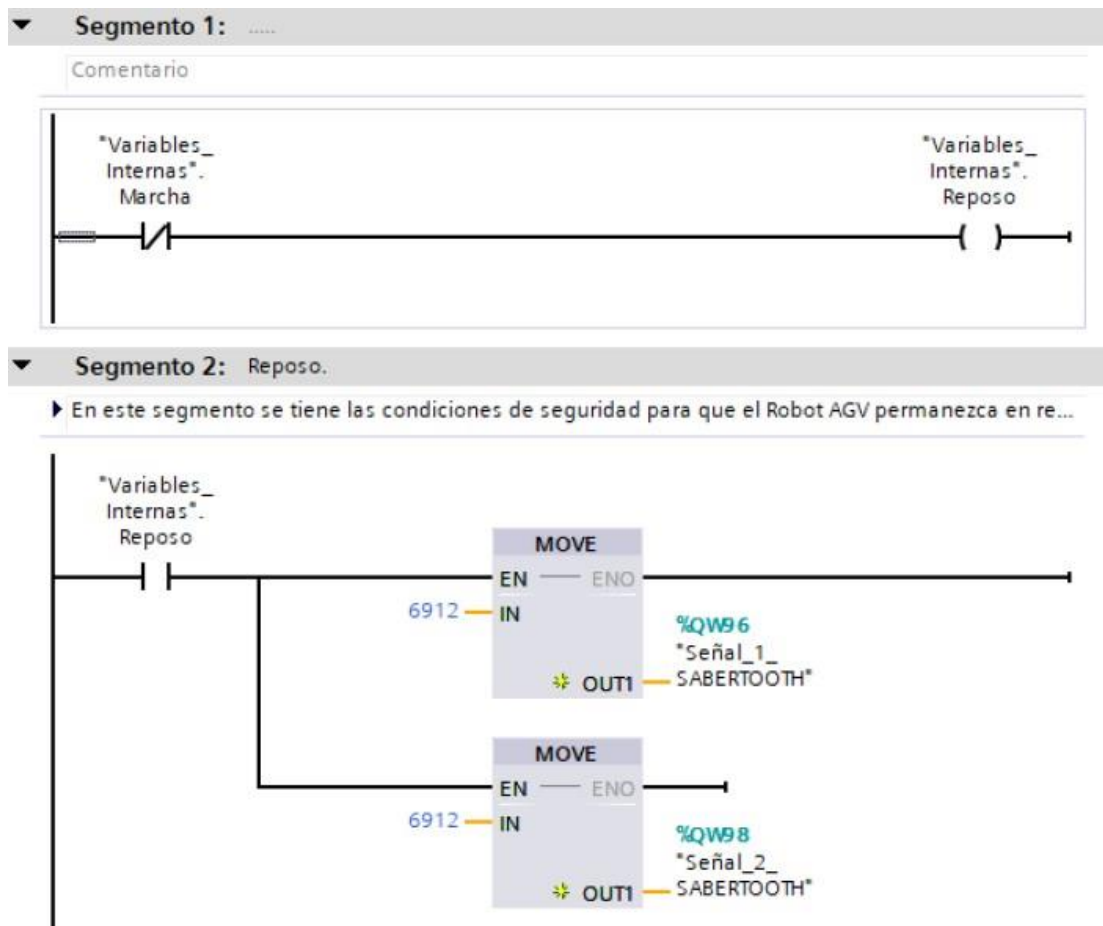 Segmento 1: .....
Comentario
"Variables_
Internas".
Marcha
"Variables_
Internas".
Reposo
Segmento 2: Reposo.
En este segmento se tiene las condiciones de seguridad para que el Robot AGV permanezca en re...
"Variables_
Internas".
Reposo
MOVE
EN ENO
6912 IN
%QW96
"Señal_1_
OUT1 SABERTOOTH"
MOVE
EN ENO
6912 IN
%QW98
"Señal_2_
OUT1 SABERTOOTH"